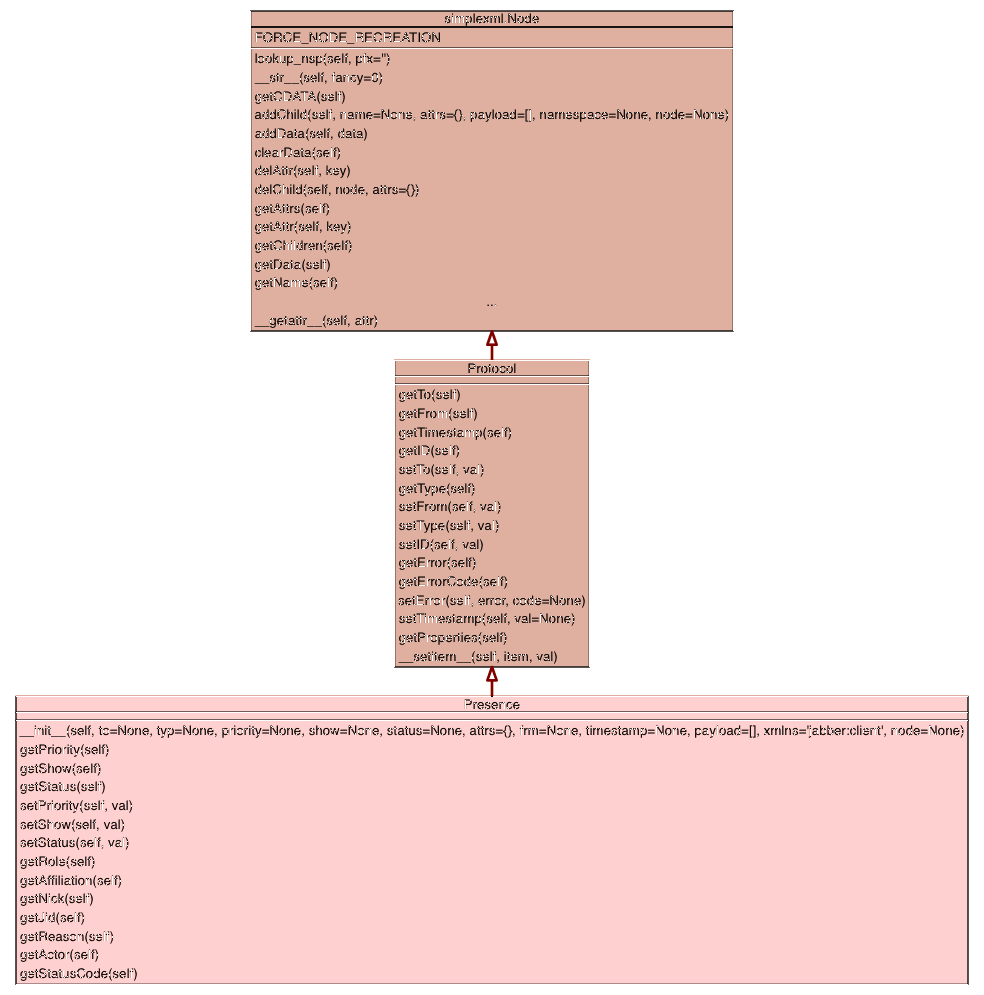 simplexml.Node
FORCE_NODE_RECREATION
lookup_nsp(self, pfx='')
__str__(self, fancy=0)
getCDATA(self)
addChild(self, name=None, attrs={}, payload=[], namespace=None, node=None)
addData(self, data)
clearData(self)
delAttr(self, key)
delChild(self, node, attrs={})
getAttrs(self)
getAttr(self, key)
getChildren(self)
getData(self)
getName(self)
...
__getattr__(self, attr)
Protocol
getTo(self)
getFrom(self)
getTimestamp(self)
getID(self)
setTo(self, val)
getType(self)
setFrom(self, val)
setType(self, val)
setID(self, val)
getError(self)
getErrorCode(self)
setError(self, error, code=None)
setTimestamp(self, val=None)
getProperties(self)
__setitem__(self, item, val)
Presence
__init__(self, to=None, typ=None, priority=None, show=None, status=None, attrs={}, frm=None, timestamp=None, payload=[], xmlns='jabber:client', node=None)
getPriority(self)
getShow(self)
getStatus(self)
setPriority(self, val)
setShow(self, val)
setStatus(self, val)
getRole(self)
getAffiliation(self)
getNick(self)
getJid(self)
getReason(self)
getActor(self)
getStatusCode(self)